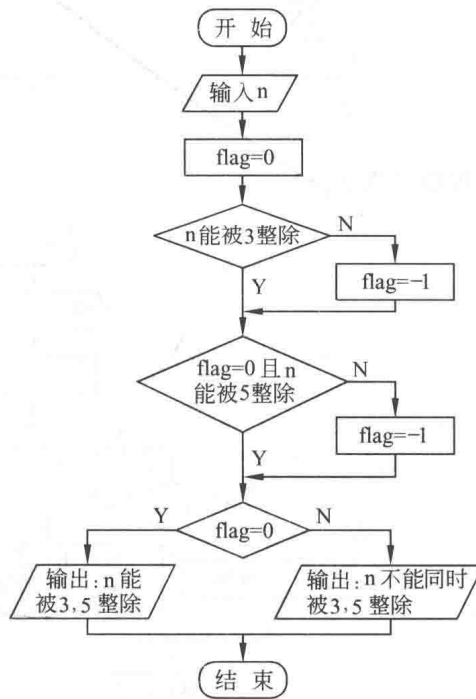 开 始
输入n
flag=0
n能被3整除
N
Y
flag=-1
flag=0 且 n
能被5整除
N
Y
flag=-1
Y
flag=0
N
输出:n 能
被3,5 整除
输出:n 不能同时
被3,5 整除
结 束